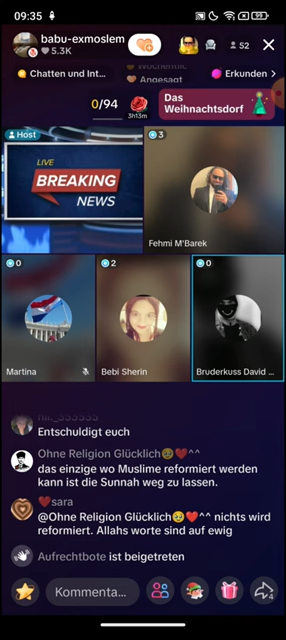 09:35
99
babu-exmoslem
5.3K
52
Wöchentlic
Chatten und Int...
Angesagt
Erkunden >
0/94
3h13m
Das
Weihnachtsdorf
Host
LIVE
BREAKING
NEWS
3
Fehmi M'Barek
0
Martina
2
Bebi Sherin
0
Bruderkuss David ...
Entschuldigt euch
Ohne Religion Glücklich🥹❤️^^
das einzige wo Muslime reformiert werden
kann ist die Sunnah weg zu lassen.
❤️sara
@Ohne Religion Glücklich🥹❤️^^ nichts wird
reformiert. Allahs worte sind auf ewig
Aufrechtbote ist beigetreten
Kommenta...
4